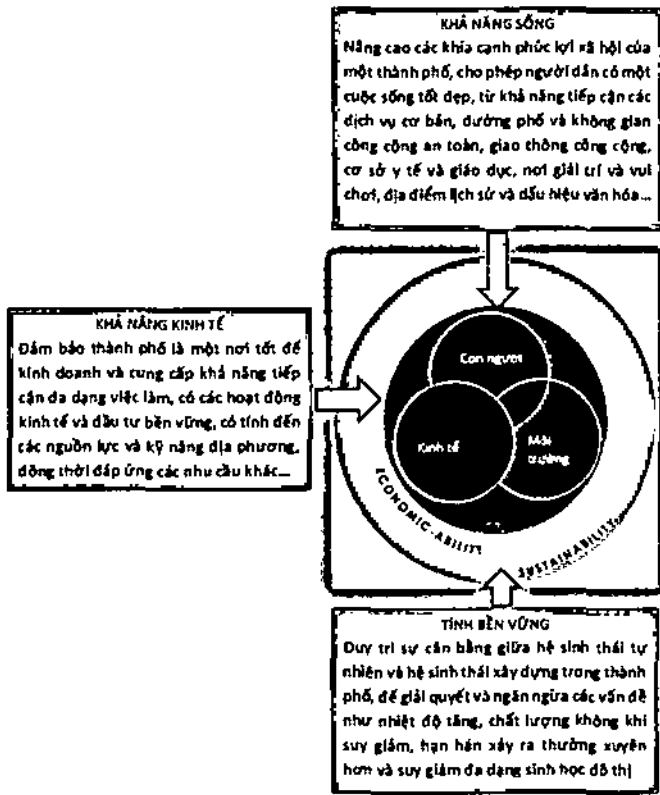 KHẢ NĂNG SỐNG
Nâng cao các khía cạnh phúc lợi xã hội của
một thành phố, cho phép người dân có một
cuộc sống tốt đẹp, từ khả năng tiếp cận các
dịch vụ cơ bản, đường phố và không gian
công cộng an toàn, giao thông công cộng,
cơ sở y tế và giáo dục, nơi giải trí và vui
chơi, địa điểm lịch sử và dấu hiệu văn hóa...
KHẢ NĂNG KINH TẾ
Đảm bảo thành phố là một nơi tốt để
kinh doanh và cung cấp khả năng tiếp
cận đa dạng việc làm, có các hoạt động
kinh tế và đầu tư bền vững, có tính đến
các nguồn lực và kỹ năng địa phương,
đồng thời đáp ứng các nhu cầu khác...
Con người
Kinh tế
Môi
trường
ECONOMIC-ABILITY
SUSTAINABILITY
TÍNH BỀN VỮNG
Duy trì sự cân bằng giữa hệ sinh thái tự
nhiên và hệ sinh thái xây dựng trong thành
phố, để giải quyết và ngăn ngừa các vấn đề
như nhiệt độ tăng, chất lượng không khí
suy giảm, hạn hán xảy ra thường xuyên
hơn và suy giảm đa dạng sinh học đô thị